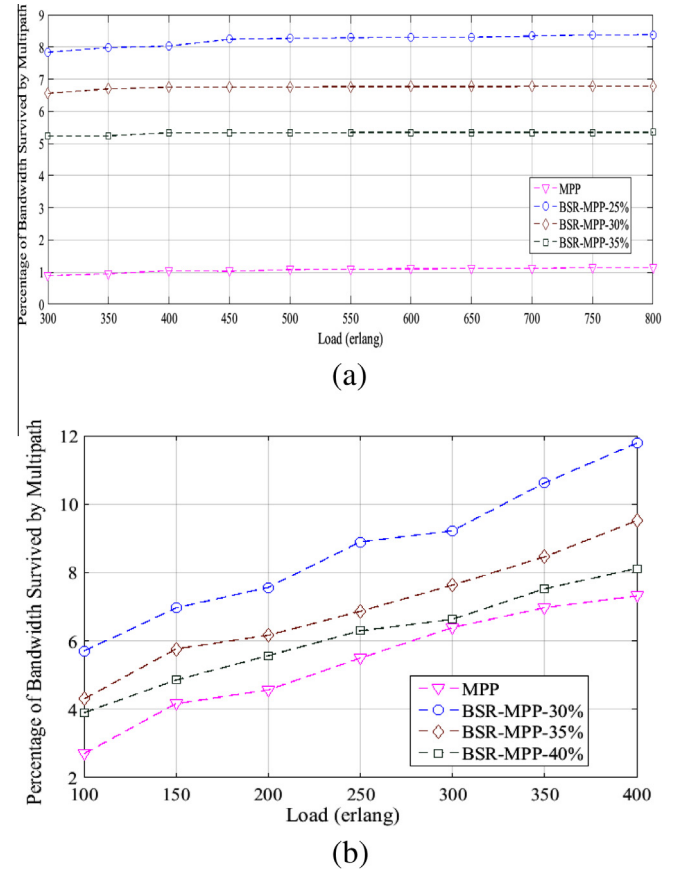 Percentage of Bandwidth Survived by Multipath
9
8
7
6
5
4
3
2
1
0
MPP
BSR-MPP-25%
BSR-MPP-30%
BSR-MPP-35%
300 350 400 450 500 550 600 650 700 750 800
Load (erlang)
(a)
Percentage of Bandwidth Survived by Multipath
12
10
8
6
4
2
MPP
BSR-MPP-30%
BSR-MPP-35%
BSR-MPP-40%
100 150 200 250 300 350 400
Load (erlang)
(b)